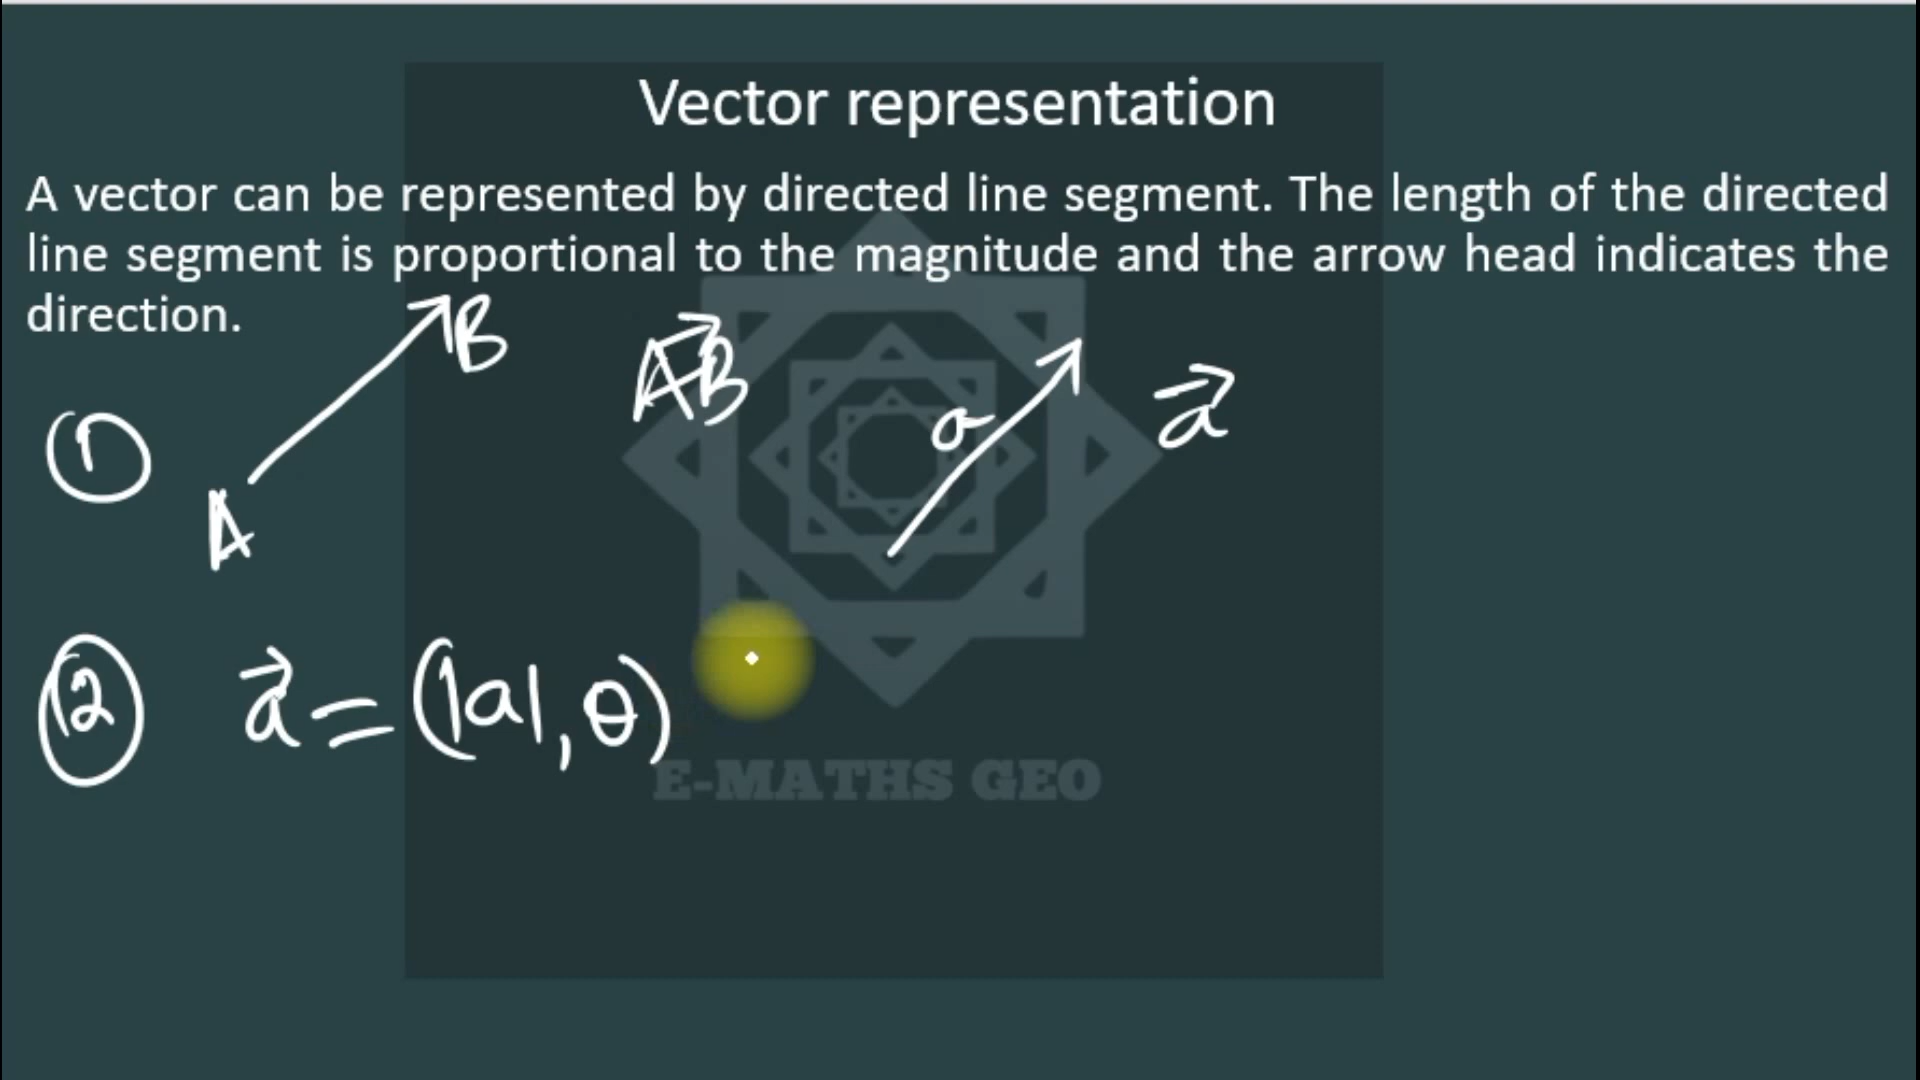 Vector representation
A vector can be represented by directed line segment. The length of the directed
line segment is proportional to the magnitude and the arrow head indicates the
direction.
B
A⃗B
a
a⃗
①
A
② a⃗ = (|a|, θ)
E-MATHS GEO